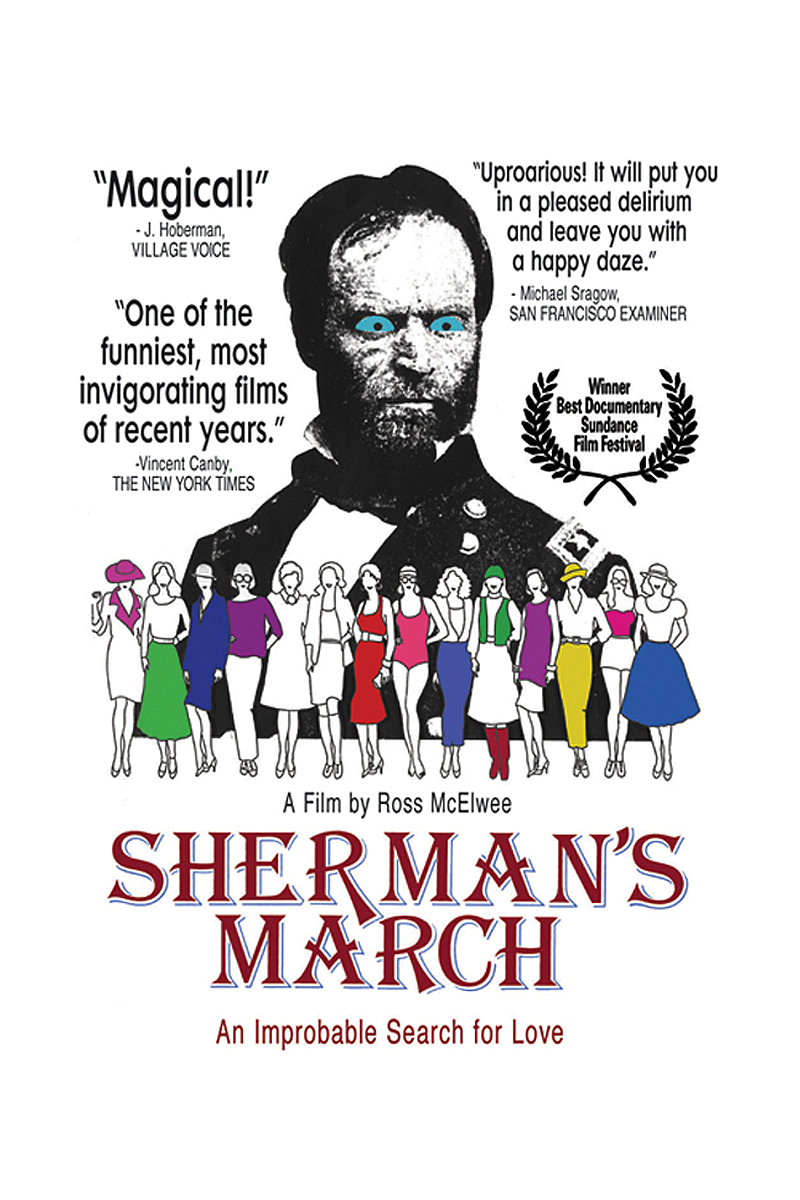 “Magical!”
- J. Hoberman,
VILLAGE VOICE
“One of the
funniest, most
invigorating films
of recent years.”
-Vincent Canby,
THE NEW YORK TIMES
“Uproarious! It will put you
in a pleased delirium
and leave you with
a happy daze.”
- Michael Sragow,
SAN FRANCISCO EXAMINER
Winner
Best Documentary
Sundance
Film Festival
A Film by Ross McElwee
SHERMAN'S
MARCH
An Improbable Search for Love